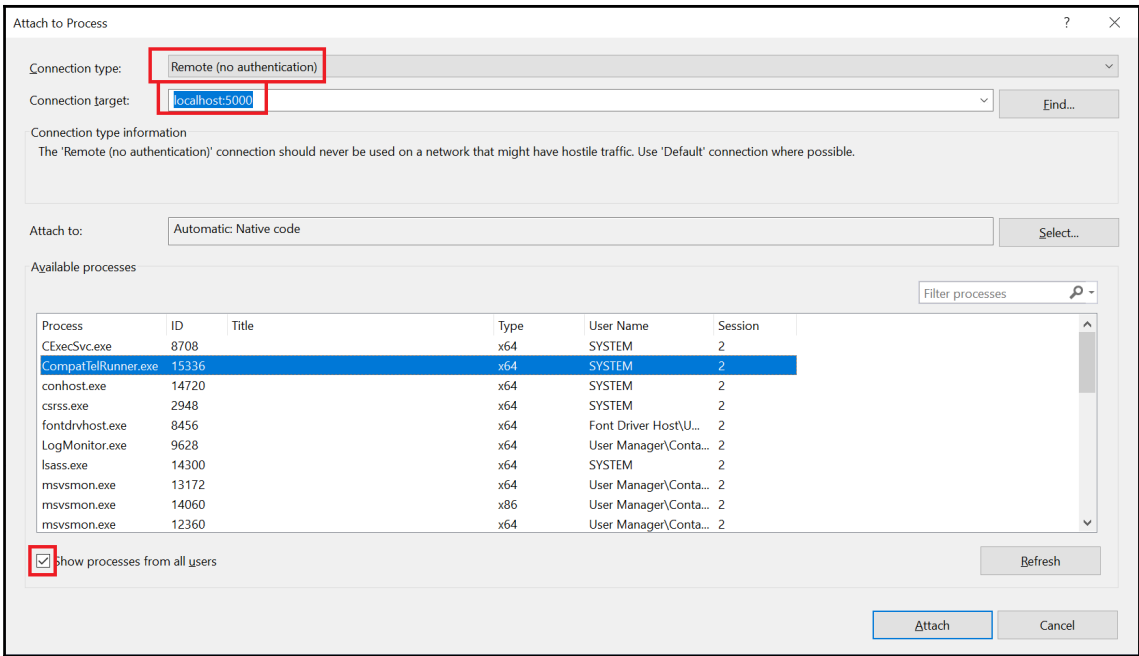 Attach to Process ?
Connection type: Remote (no authentication)
Connection target: localhost:5000 Find...
Connection type information
The 'Remote (no authentication)' connection should never be used on a network that might have hostile traffic. Use 'Default' connection where possible.
Attach to: Automatic: Native code Select...
Available processes
Filter processes
Process ID Title Type User Name Session
CExecSvc.exe 8708 x64 SYSTEM 2
CompatTelRunner.exe 15336 x64 SYSTEM 2
conhost.exe 14720 x64 SYSTEM 2
csrss.exe 2948 x64 SYSTEM 2
fontdrvhost.exe 8456 x64 Font Driver Host\U... 2
LogMonitor.exe 9628 x64 User Manager\Conta... 2
lsass.exe 14300 x64 SYSTEM 2
msvsmon.exe 13172 x64 User Manager\Conta... 2
msvsmon.exe 14060 x86 User Manager\Conta... 2
msvsmon.exe 12360 x64 User Manager\Conta... 2
Show processes from all users Refresh
Attach Cancel